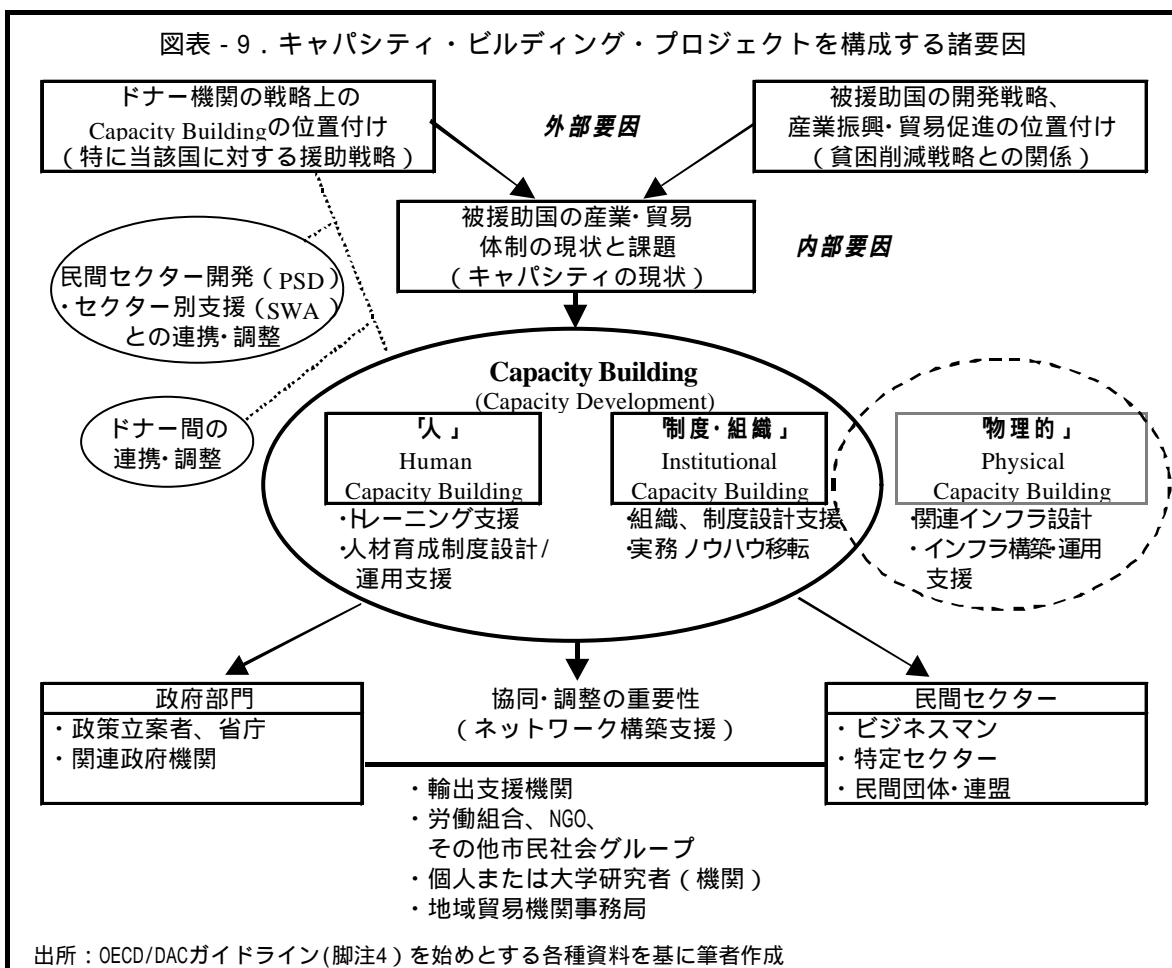 図表 - 9．キャパシティ・ビルディング・プロジェクトを構成する諸要因
ドナー機関の戦略上の
Capacity Buildingの位置付け
（特に当該国に対する援助戦略）
外部要因
被援助国の開発戦略、
産業振興・貿易促進の位置付け
（貧困削減戦略との関係）
被援助国の産業・貿易
体制の現状と課題
（キャパシティの現状）
内部要因
民間セクター開発（PSD）
・セクター別支援（SWA）
との連携・調整
ドナー間の
連携・調整
Capacity Building
(Capacity Development)
「人」
Human
Capacity Building
・トレーニング支援
・人材育成制度設計/
運用支援
「制度・組織」
Institutional
Capacity Building
・組織、制度設計支援
・実務ノウハウ移転
「物理的」
Physical
Capacity Building
・関連インフラ設計
・インフラ構築・運用
支援
政府部門
・政策立案者、省庁
・関連政府機関
協同・調整の重要性
（ネットワーク構築支援）
民間セクター
・ビジネスマン
・特定セクター
・民間団体・連盟
・輸出支援機関
・労働組合、NGO、
その他市民社会グループ
・個人または大学研究者（機関）
・地域貿易機関事務局
出所：OECD/DACガイドライン(脚注4）を始めとする各種資料を基に筆者作成